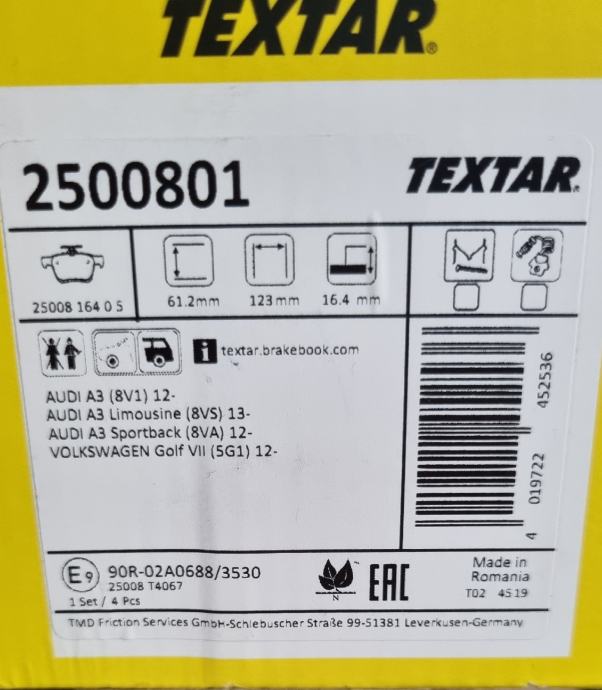 TEXTAR®
2500801
TEXTAR®
25008 164 0 5
61.2mm
123mm
16.4 mm
i textar.brakebook.com
AUDI A3 (8V1) 12-
AUDI A3 Limousine (8VS) 13-
AUDI A3 Sportback (8VA) 12-
VOLKSWAGEN Golf VII (5G1) 12-
4 019722 452536
E9 90R-02A0688/3530
25008 T4067
1 Set / 4 Pcs
N
EAC
Made in
Romania
T02 4519
TMD Friction Services GmbH-Schlebuscher Straße 99-51381 Leverkusen-Germany